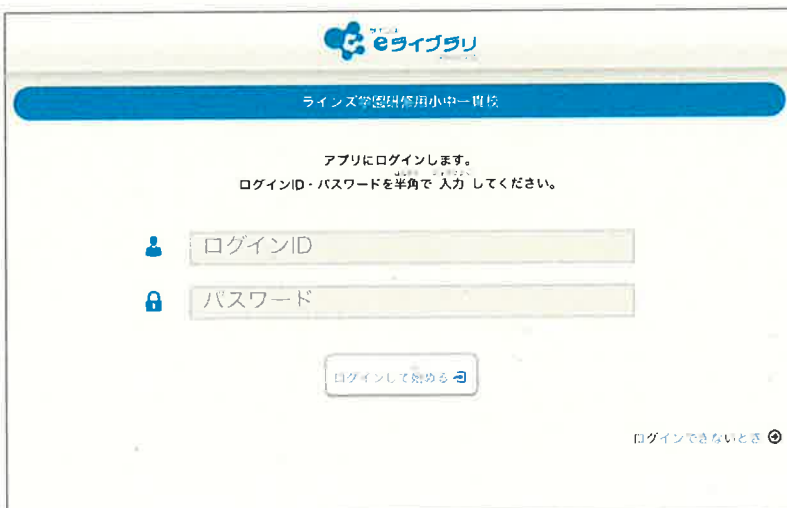 ラインズ
eライブラリ
ラインズ学園研修用小中一貫校
アプリにログインします。
ログインID・パスワードを半角で 入力 してください。
ログインID
パスワード
ログインして始める
ログインできないとき